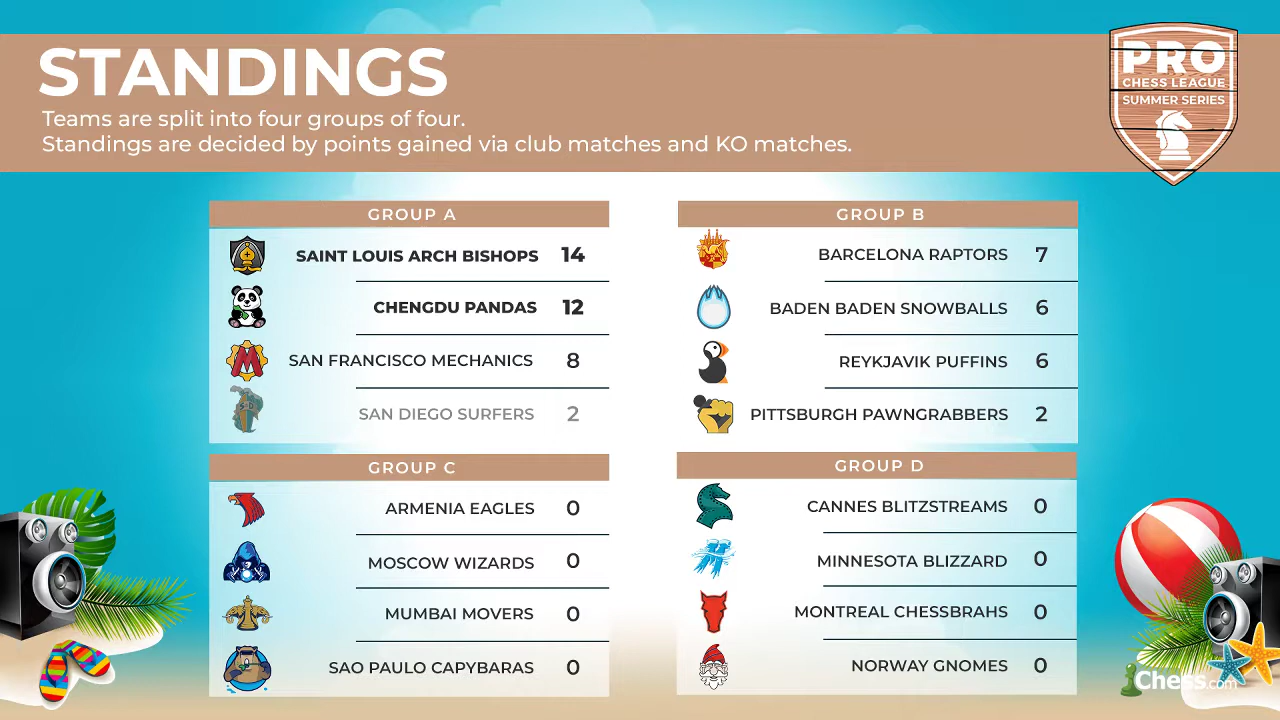 STANDINGS
Teams are split into four groups of four.
Standings are decided by points gained via club matches and KO matches.
PRO
CHESS LEAGUE
SUMMER SERIES
GROUP A
SAINT LOUIS ARCH BISHOPS 14
CHENGDU PANDAS 12
SAN FRANCISCO MECHANICS 8
SAN DIEGO SURFERS 2
GROUP B
BARCELONA RAPTORS 7
BADEN BADEN SNOWBALLS 6
REYKJAVIK PUFFINS 6
PITTSBURGH PAWNGRABBERS 2
GROUP C
ARMENIA EAGLES 0
MOSCOW WIZARDS 0
MUMBAI MOVERS 0
SAO PAULO CAPYBARAS 0
GROUP D
CANNES BLITZSTREAMS 0
MINNESOTA BLIZZARD 0
MONTREAL CHESSBRAHS 0
NORWAY GNOMES 0
Chess.com